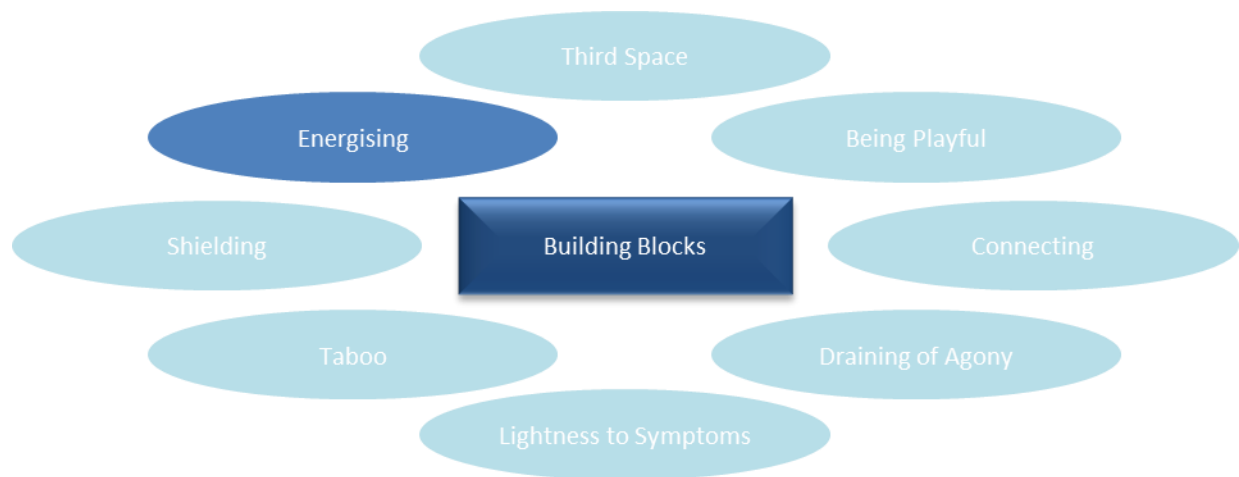 Third Space
Energising
Being Playful
Shielding
Building Blocks
Connecting
Taboo
Draining of Agony
Lightness to Symptoms